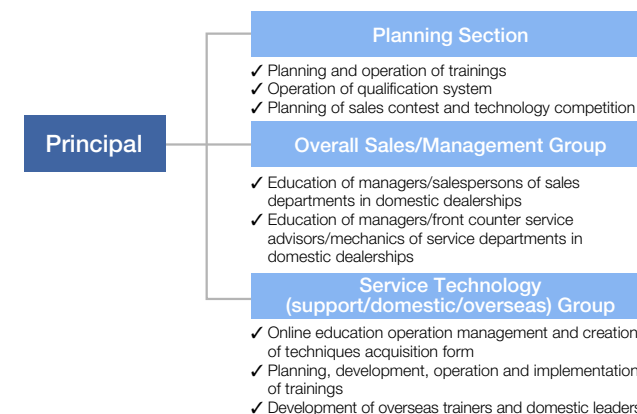 Planning Section
✓ Planning and operation of trainings
✓ Operation of qualification system
✓ Planning of sales contest and technology competition
Principal
Overall Sales/Management Group
✓ Education of managers/salespersons of sales
departments in domestic dealerships
✓ Education of managers/front counter service
advisors/mechanics of service departments in
domestic dealerships
Service Technology
(support/domestic/overseas) Group
✓ Online education operation management and creation
of techniques acquisition form
✓ Planning, development, operation and implementation
of trainings
✓ Development of overseas trainers and domestic leaders